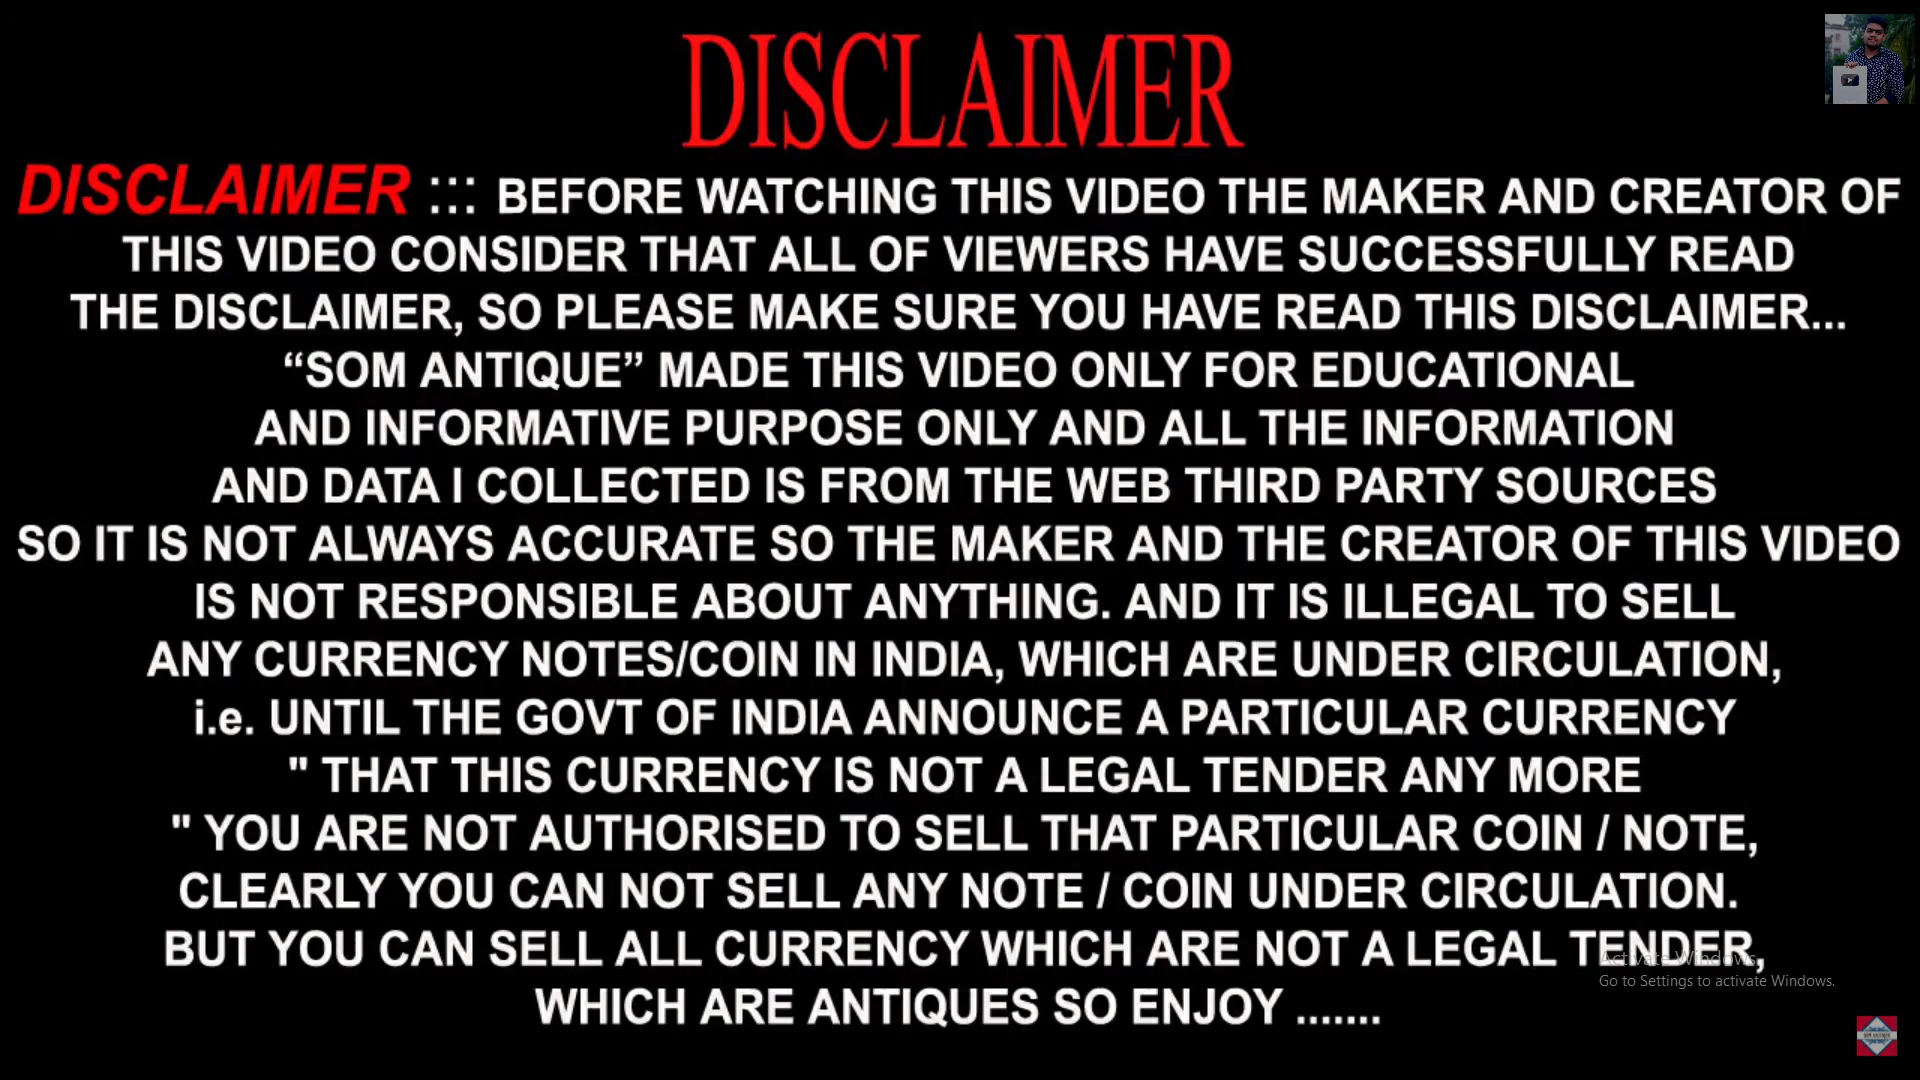 DISCLAIMER
DISCLAIMER ::: BEFORE WATCHING THIS VIDEO THE MAKER AND CREATOR OF
THIS VIDEO CONSIDER THAT ALL OF VIEWERS HAVE SUCCESSFULLY READ
THE DISCLAIMER, SO PLEASE MAKE SURE YOU HAVE READ THIS DISCLAIMER...
“SOM ANTIQUE” MADE THIS VIDEO ONLY FOR EDUCATIONAL
AND INFORMATIVE PURPOSE ONLY AND ALL THE INFORMATION
AND DATA I COLLECTED IS FROM THE WEB THIRD PARTY SOURCES
SO IT IS NOT ALWAYS ACCURATE SO THE MAKER AND THE CREATOR OF THIS VIDEO
IS NOT RESPONSIBLE ABOUT ANYTHING. AND IT IS ILLEGAL TO SELL
ANY CURRENCY NOTES/COIN IN INDIA, WHICH ARE UNDER CIRCULATION,
i.e. UNTIL THE GOVT OF INDIA ANNOUNCE A PARTICULAR CURRENCY
" THAT THIS CURRENCY IS NOT A LEGAL TENDER ANY MORE
" YOU ARE NOT AUTHORISED TO SELL THAT PARTICULAR COIN / NOTE,
CLEARLY YOU CAN NOT SELL ANY NOTE / COIN UNDER CIRCULATION.
BUT YOU CAN SELL ALL CURRENCY WHICH ARE NOT A LEGAL TENDER,
WHICH ARE ANTIQUES SO ENJOY .......
Activate Windows
Go to Settings to activate Windows.